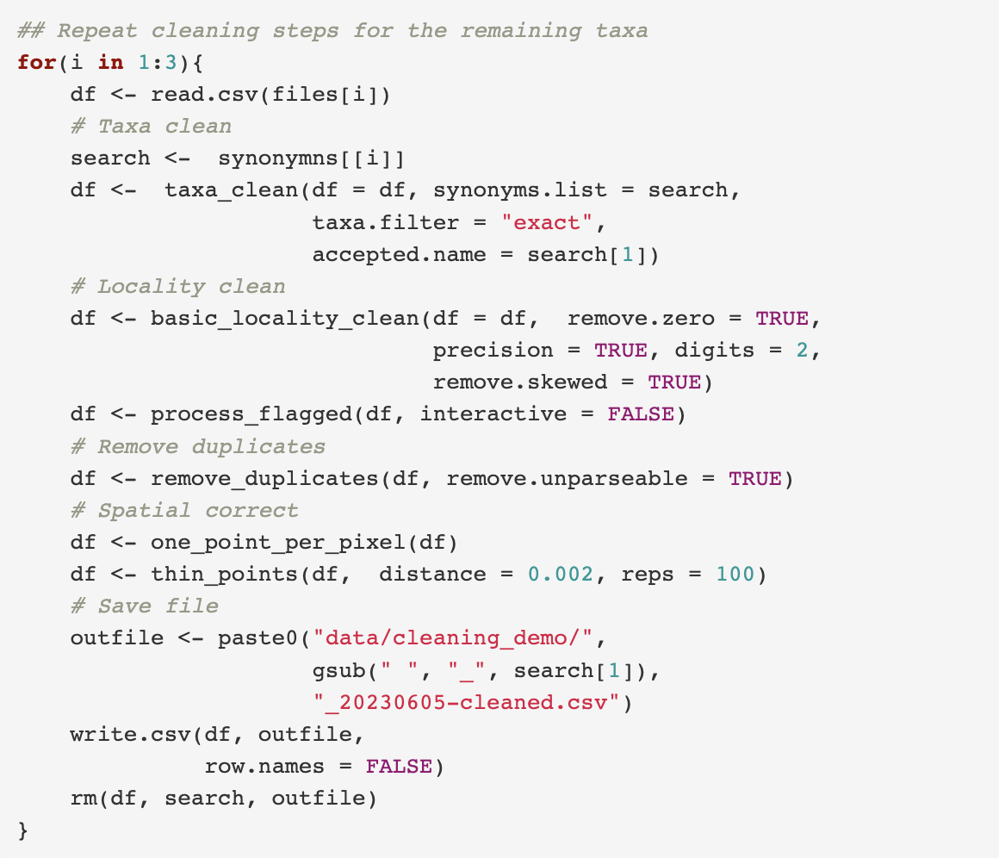 ## Repeat cleaning steps for the remaining taxa
for(i in 1:3){
    df <- read.csv(files[i])
    # Taxa clean
    search <-  synonymns[[i]]
    df <-  taxa_clean(df = df, synonyms.list = search,
                      taxa.filter = "exact",
                      accepted.name = search[1])
    # Locality clean
    df <- basic_locality_clean(df = df,  remove.zero = TRUE,
                               precision = TRUE, digits = 2,
                               remove.skewed = TRUE)
    df <- process_flagged(df, interactive = FALSE)
    # Remove duplicates
    df <- remove_duplicates(df, remove.unparseable = TRUE)
    # Spatial correct
    df <- one_point_per_pixel(df)
    df <- thin_points(df,  distance = 0.002, reps = 100)
    # Save file
    outfile <- paste0("data/cleaning_demo/",
                      gsub(" ", "_", search[1]),
                      "_20230605-cleaned.csv")
    write.csv(df, outfile,
              row.names = FALSE)
    rm(df, search, outfile)
}